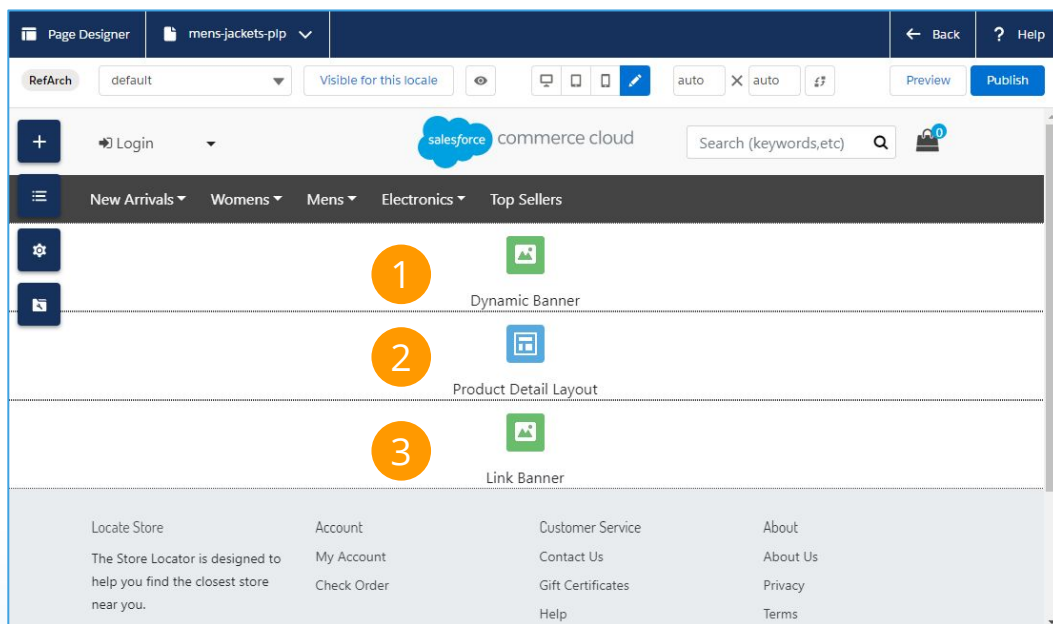 Page Designer mens-jackets-plp Back ? Help
RefArch default Visible for this locale auto auto Preview Publish
Login salesforce commerce cloud Search (keywords,etc) 0
New Arrivals Womens Mens Electronics Top Sellers
1
Dynamic Banner
2
Product Detail Layout
3
Link Banner
Locate Store Account Customer Service About
The Store Locator is designed to My Account Contact Us About Us
help you find the closest store Check Order Gift Certificates Privacy
near you. Help Terms